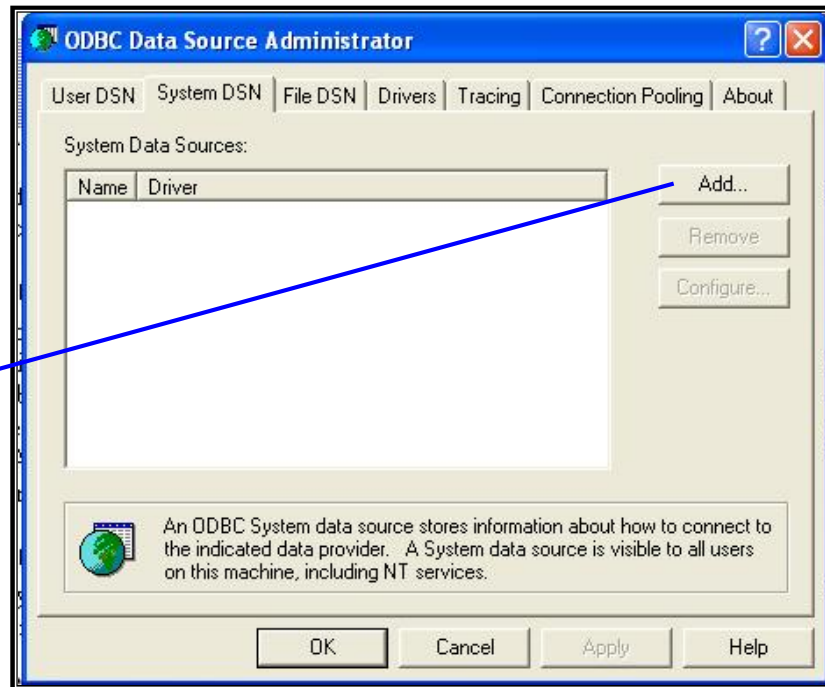 ODBC Data Source Administrator
User DSN System DSN File DSN Drivers Tracing Connection Pooling About
System Data Sources:
Name Driver
Add...
Remove
Configure...
An ODBC System data source stores information about how to connect to
the indicated data provider. A System data source is visible to all users
on this machine, including NT services.
OK Cancel Apply Help